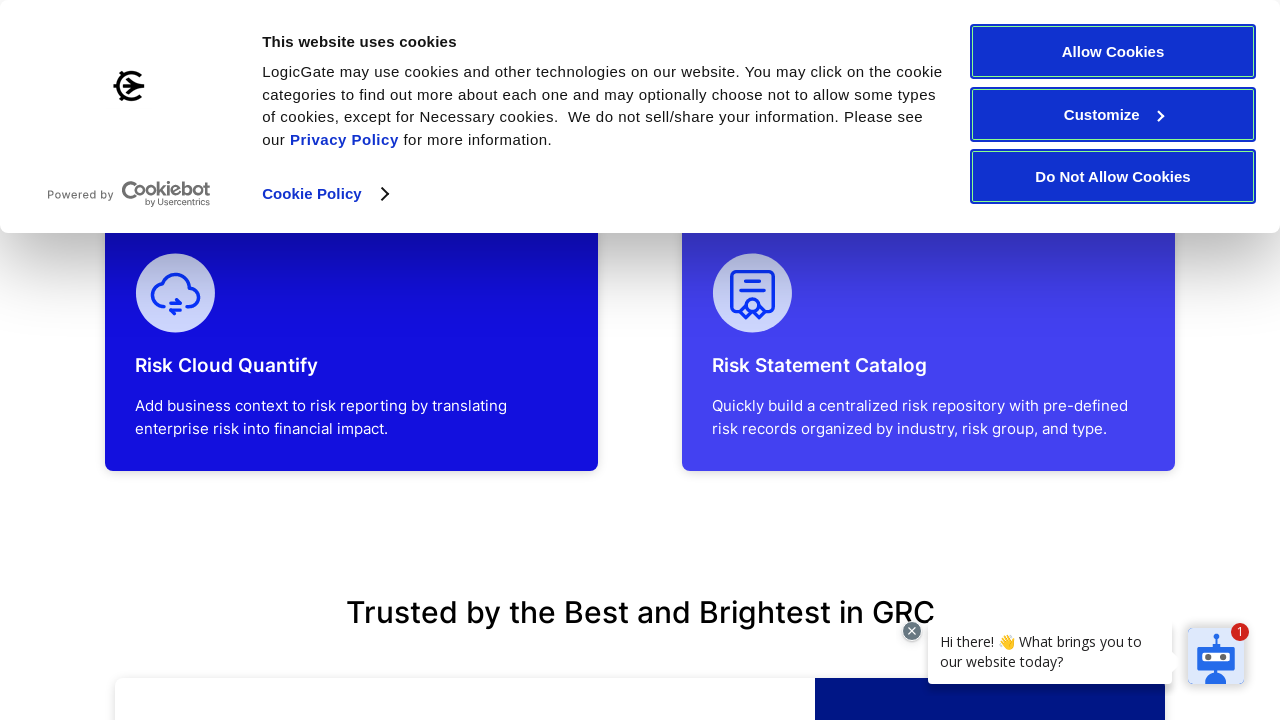 This website uses cookies
LogicGate may use cookies and other technologies on our website. You may click on the cookie
categories to find out more about each one and may optionally choose not to allow some types
of cookies, except for Necessary cookies.  We do not sell/share your information. Please see
our Privacy Policy for more information.
Cookie Policy
Powered by Cookiebot
by Usercentrics
Allow Cookies
Customize
Do Not Allow Cookies
Risk Cloud Quantify
Add business context to risk reporting by translating
enterprise risk into financial impact.
Risk Statement Catalog
Quickly build a centralized risk repository with pre-defined
risk records organized by industry, risk group, and type.
Trusted by the Best and Brightest in GRC
Hi there! 👋 What brings you to
our website today?
1